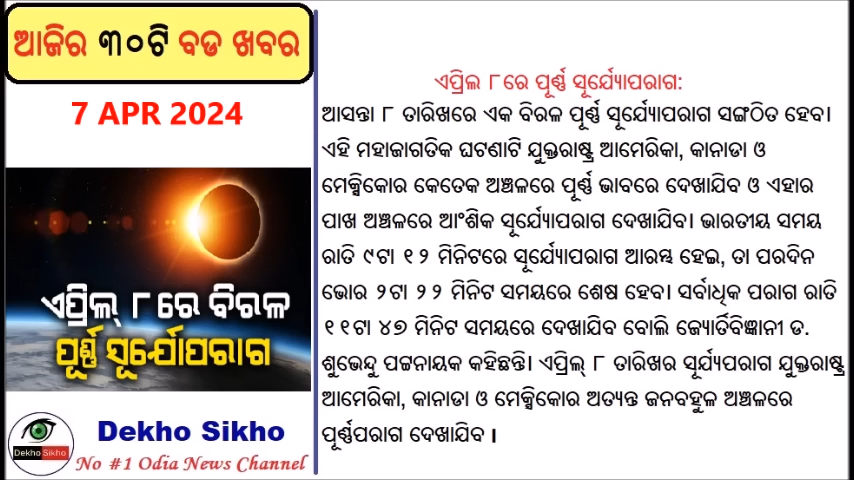 ଆଜିର ୩୦ଟି ବଡ ଖବର
7 APR 2024
ଏପ୍ରିଲ୍ ୮ ରେ ବିରଳ
ପୂର୍ଣ୍ଣ ସୂର୍ଯୋପରାଗ
Dekho Sikho
Dekho Sikho
No #1 Odia News Channel
ଏପ୍ରିଲ ୮ରେ ପୂର୍ଣ୍ଣ ସୂର୍ଯ୍ୟୋପରାଗ:
ଆସନ୍ତା ୮ ତାରିଖରେ ଏକ ବିରଳ ପୂର୍ଣ୍ଣ ସୂର୍ଯ୍ୟୋପରାଗ ସଙ୍ଗଠିତ ହେବ।
ଏହି ମହାଜାଗତିକ ଘଟଣାଟି ଯୁକ୍ତରାଷ୍ଟ୍ର ଆମେରିକା, କାନାଡା ଓ
ମେକ୍ସିକୋର କେତେକ ଅଞ୍ଚଳରେ ପୂର୍ଣ୍ଣ ଭାବରେ ଦେଖାଯିବ ଓ ଏହାର
ପାଖ ଅଞ୍ଚଳରେ ଆଂଶିକ ସୂର୍ଯ୍ୟୋପରାଗ ଦେଖାଯିବ। ଭାରତୀୟ ସମୟ
ରାତି ୯ଟା ୧୨ ମିନିଟରେ ସୂର୍ଯ୍ୟୋପରାଗ ଆରମ୍ଭ ହେଇ, ତା ପରଦିନ
ଭୋର ୨ଟା ୨୨ ମିନିଟ ସମୟରେ ଶେଷ ହେବ। ସର୍ବାଧିକ ପରାଗ ରାତି
୧୧ଟା ୪୭ ମିନିଟ ସମୟରେ ଦେଖାଯିବ ବୋଲି ଜ୍ୟୋର୍ତିବିଜ୍ଞାନୀ ଡ.
ଶୁଭେନ୍ଦୁ ପଟ୍ଟନାୟକ କହିଛନ୍ତି। ଏପ୍ରିଲ୍ ୮ ତାରିଖର ସୂର୍ଯ୍ୟପରାଗ ଯୁକ୍ତରାଷ୍ଟ୍ର
ଆମେରିକା, କାନାଡା ଓ ମେକ୍ସିକୋର ଅତ୍ୟନ୍ତ ଜନବହୁଳ ଅଞ୍ଚଳରେ
ପୂର୍ଣ୍ଣପରାଗ ଦେଖାଯିବ ।